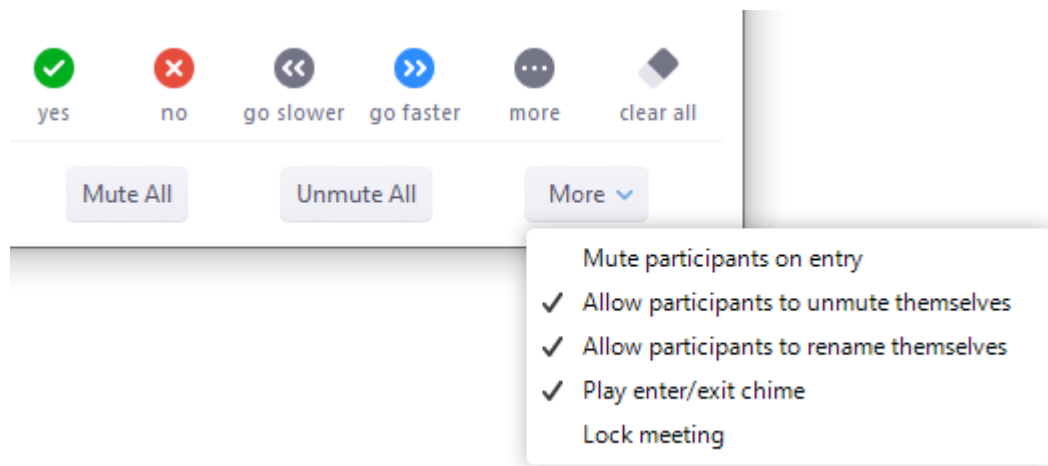 yes no go slower go faster more clear all
Mute All Unmute All More
Mute participants on entry
Allow participants to unmute themselves
Allow participants to rename themselves
Play enter/exit chime
Lock meeting